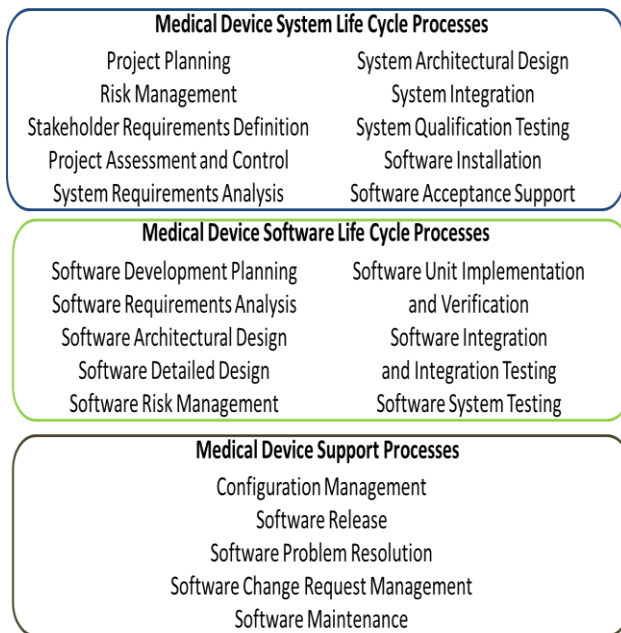 Medical Device System Life Cycle Processes
Project Planning
Risk Management
Stakeholder Requirements Definition
Project Assessment and Control
System Requirements Analysis
System Architectural Design
System Integration
System Qualification Testing
Software Installation
Software Acceptance Support
Medical Device Software Life Cycle Processes
Software Development Planning
Software Requirements Analysis
Software Architectural Design
Software Detailed Design
Software Risk Management
Software Unit Implementation
and Verification
Software Integration
and Integration Testing
Software System Testing
Medical Device Support Processes
Configuration Management
Software Release
Software Problem Resolution
Software Change Request Management
Software Maintenance